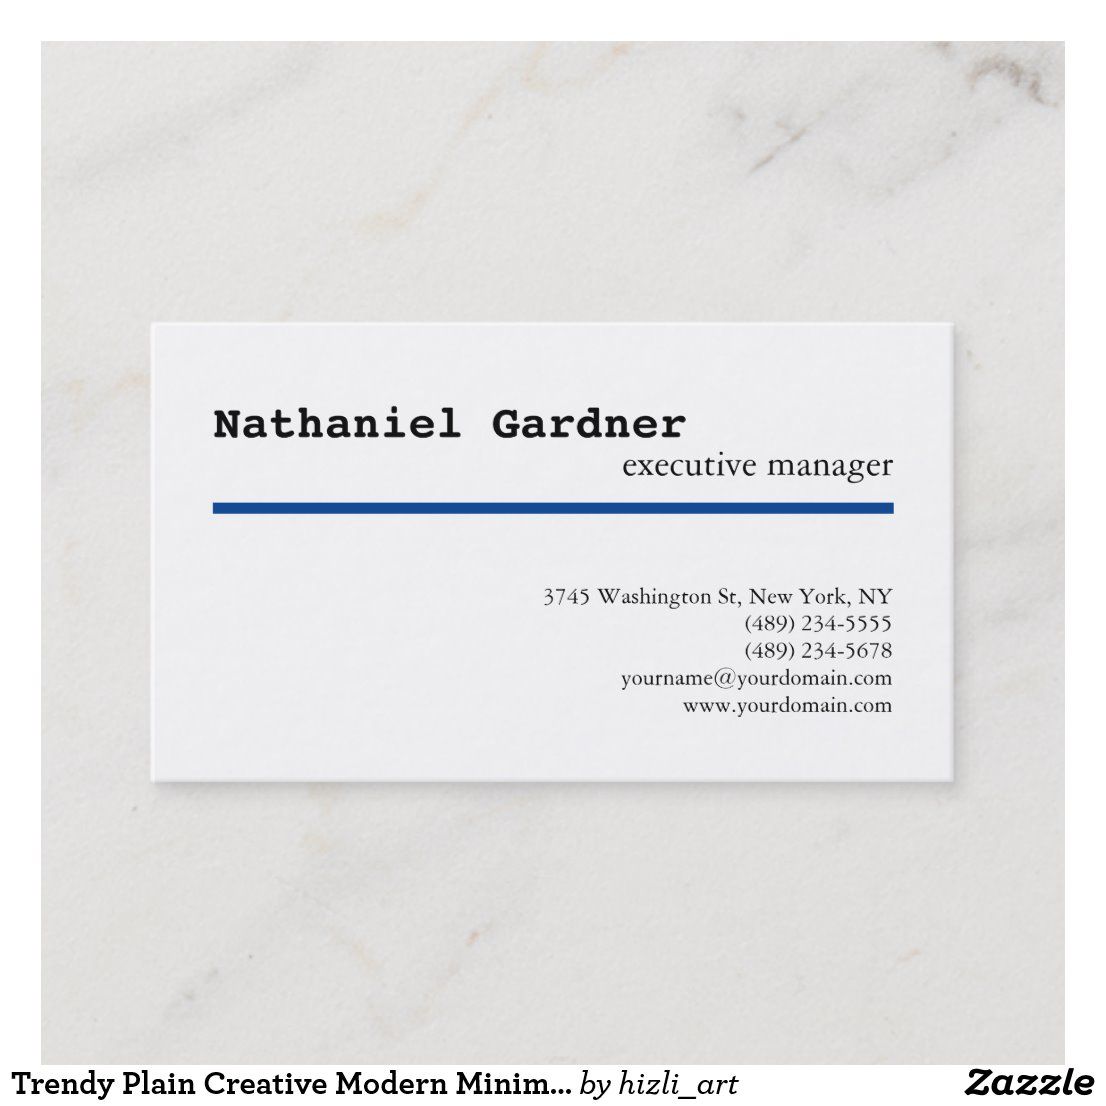 Nathaniel Gardner
executive manager
3745 Washington St, New York, NY
(489) 234-5555
(489) 234-5678
yourname@yourdomain.com
www.yourdomain.com
Trendy Plain Creative Modern Minim... by hizli_art Zazzle